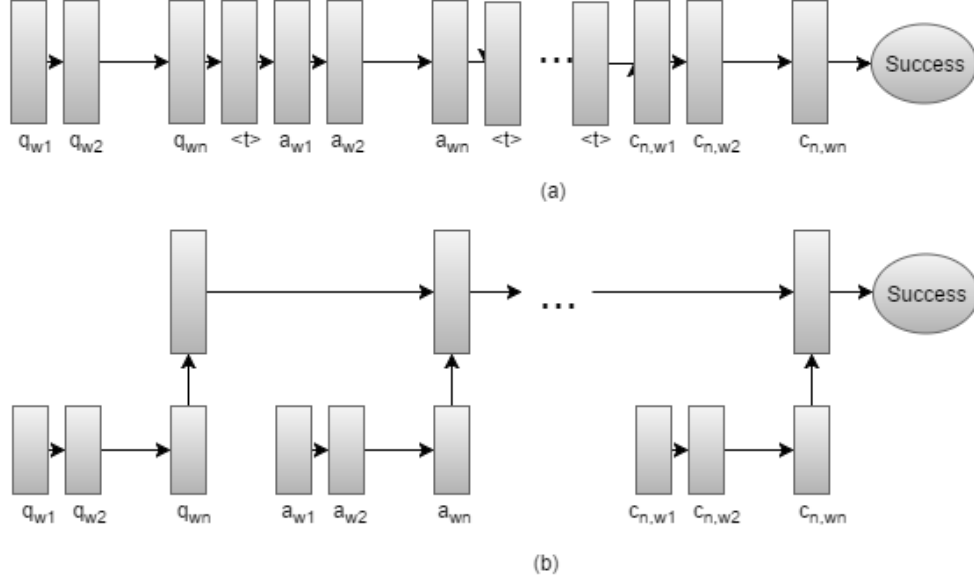 Success
q_w1 q_w2 q_wn <t> a_w1 a_w2 a_wn <t> ... <t> c_n,w1 c_n,w2 c_n,wn
(a)
Success
q_w1 q_w2 q_wn a_w1 a_w2 a_wn ... c_n,w1 c_n,w2 c_n,wn
(b)